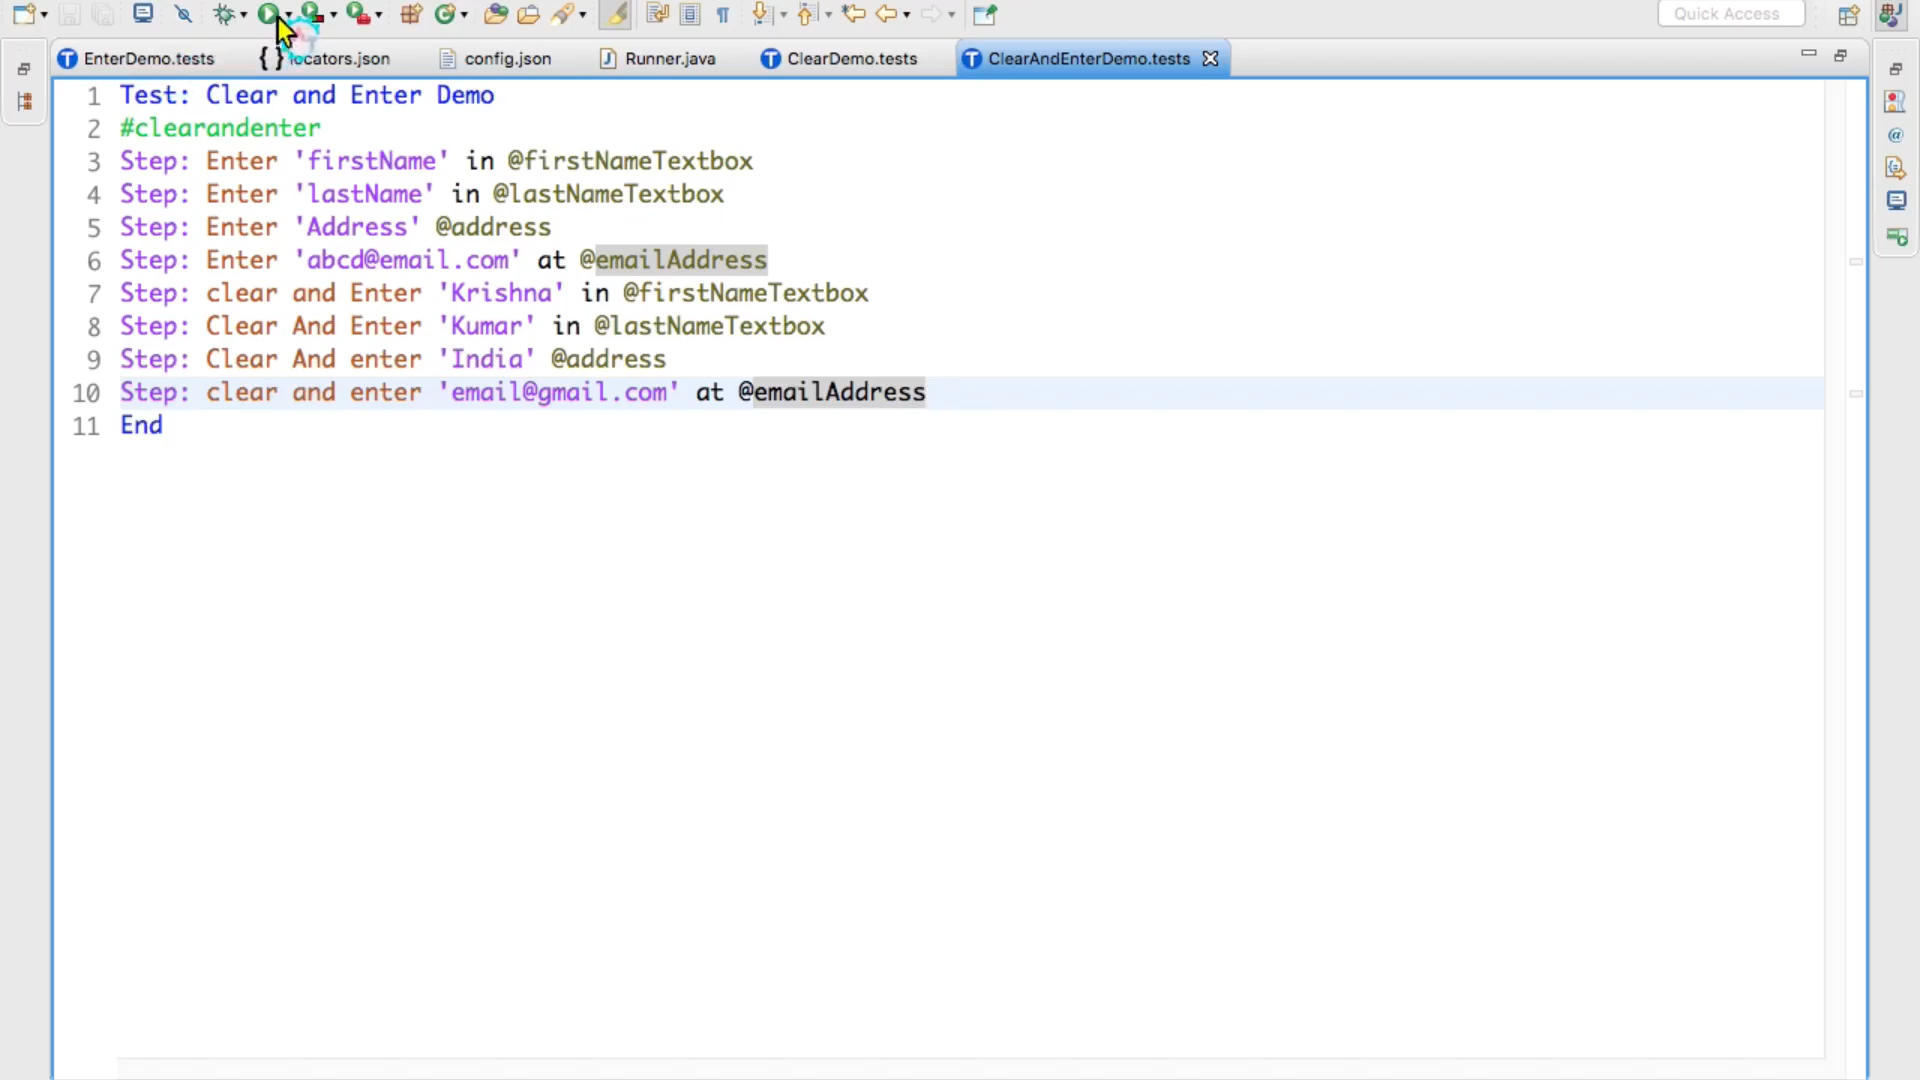 Quick Access
EnterDemo.tests
{ } locators.json
config.json
Runner.java
ClearDemo.tests
ClearAndEnterDemo.tests
1 Test: Clear and Enter Demo
2 #clearandenter
3 Step: Enter 'firstName' in @firstNameTextbox
4 Step: Enter 'lastName' in @lastNameTextbox
5 Step: Enter 'Address' @address
6 Step: Enter 'abcd@email.com' at @emailAddress
7 Step: clear and Enter 'Krishna' in @firstNameTextbox
8 Step: Clear And Enter 'Kumar' in @lastNameTextbox
9 Step: Clear And enter 'India' @address
10 Step: clear and enter 'email@gmail.com' at @emailAddress
11 End